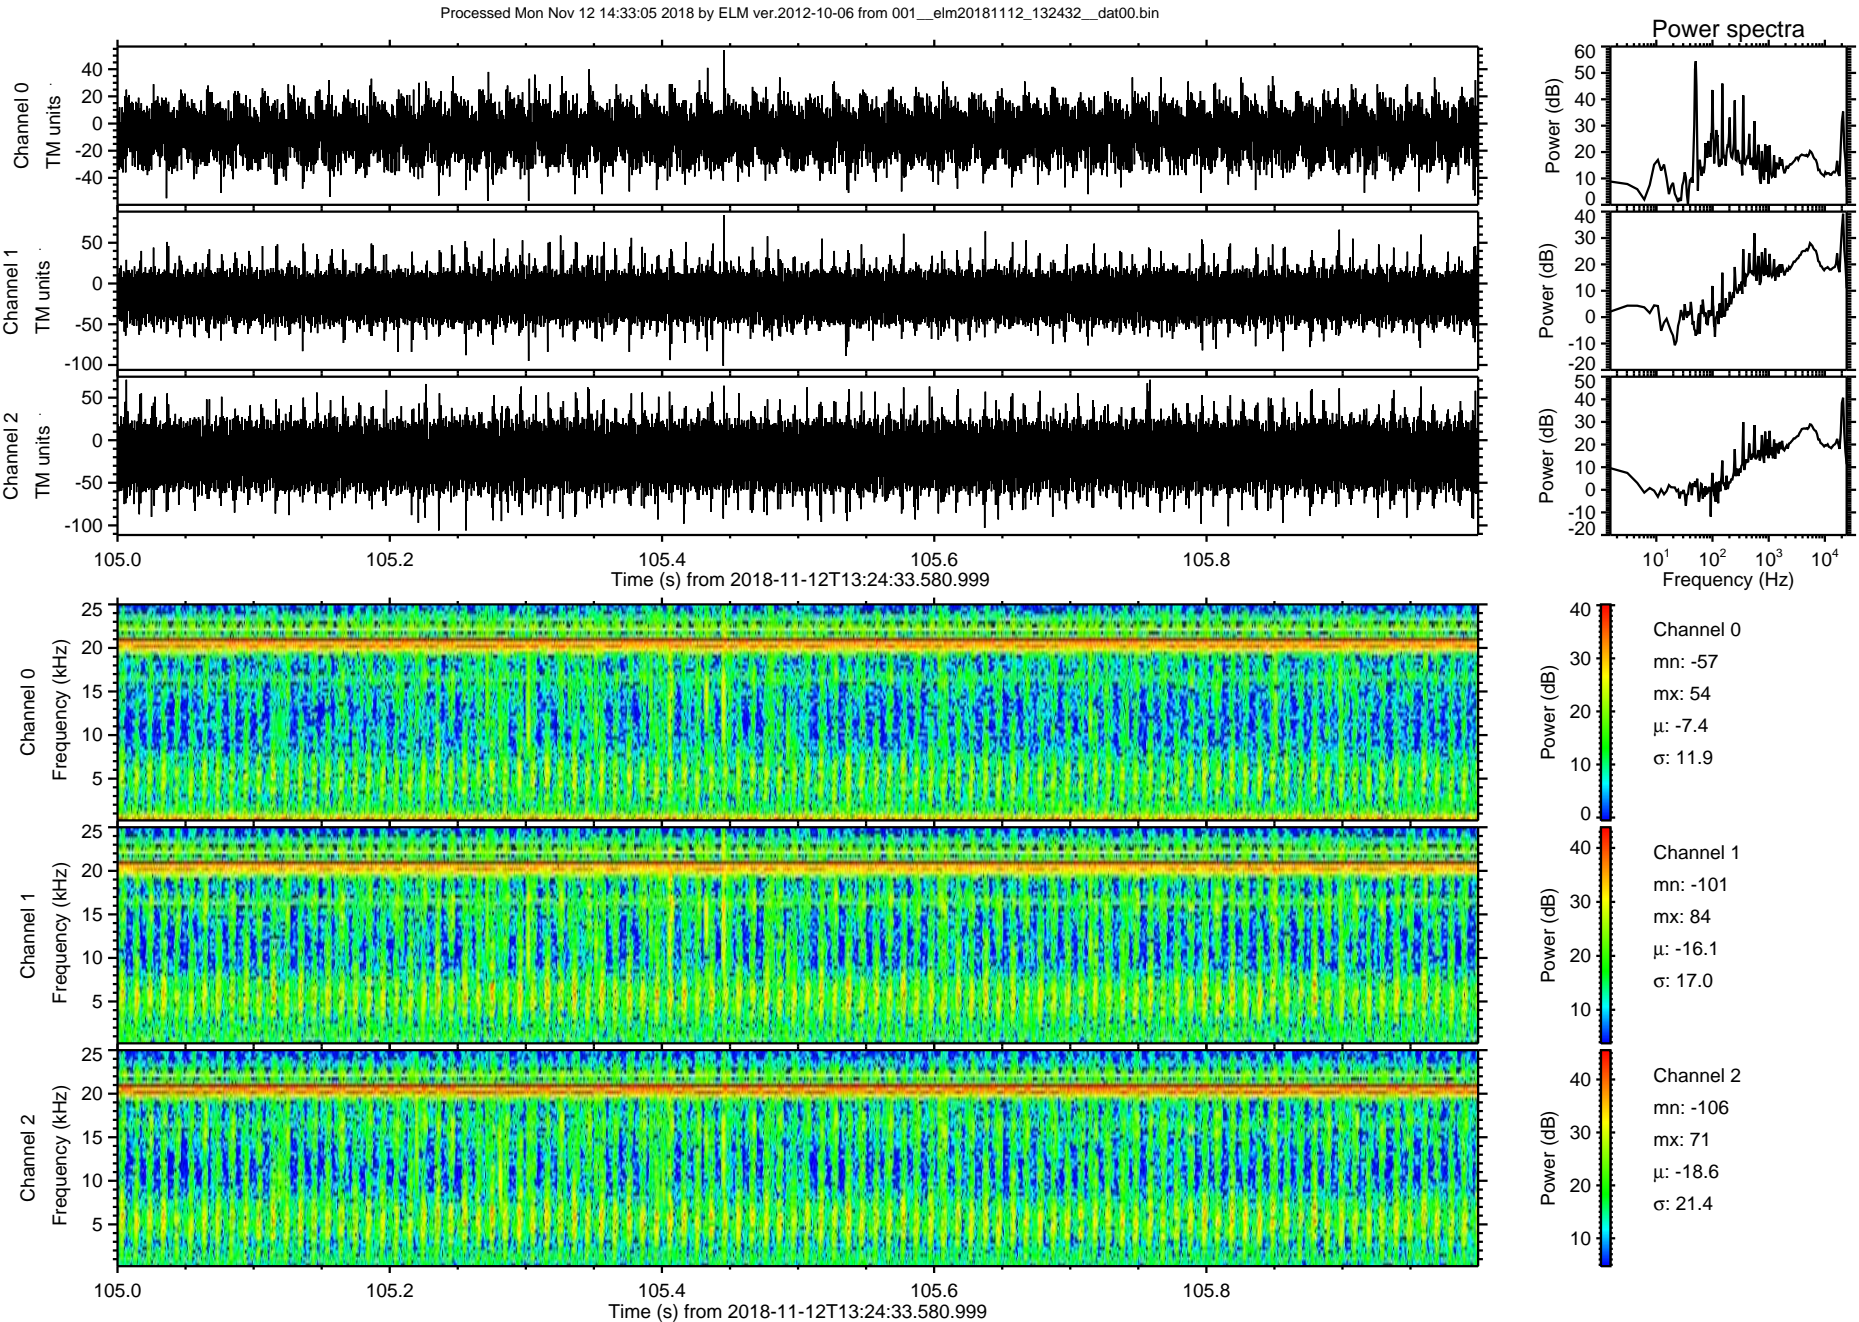 Processed Mon Nov 12 14:33:05 2018 by ELM ver.2012-10-06 from 001__elm20181112_132432__dat00.bin
Power spectra
Channel 0
TM units
40
20
0
-20
-40
Power (dB)
60
50
40
30
20
10
0
Channel 1
TM units
50
0
-50
-100
Power (dB)
40
30
20
10
0
-10
-20
Channel 2
TM units
50
0
-50
-100
Power (dB)
50
40
30
20
10
0
-10
-20
105.0 105.2 105.4 105.6 105.8
Time (s) from 2018-11-12T13:24:33.580.999
10^1 10^2 10^3 10^4
Frequency (Hz)
Channel 0
Frequency (kHz)
25
20
15
10
5
Power (dB)
40
30
20
10
0
Channel 0
mn: -57
mx: 54
µ: -7.4
σ: 11.9
Channel 1
Frequency (kHz)
25
20
15
10
5
Power (dB)
40
30
20
10
Channel 1
mn: -101
mx: 84
µ: -16.1
σ: 17.0
Channel 2
Frequency (kHz)
25
20
15
10
5
Power (dB)
40
30
20
10
Channel 2
mn: -106
mx: 71
µ: -18.6
σ: 21.4
105.0 105.2 105.4 105.6 105.8
Time (s) from 2018-11-12T13:24:33.580.999